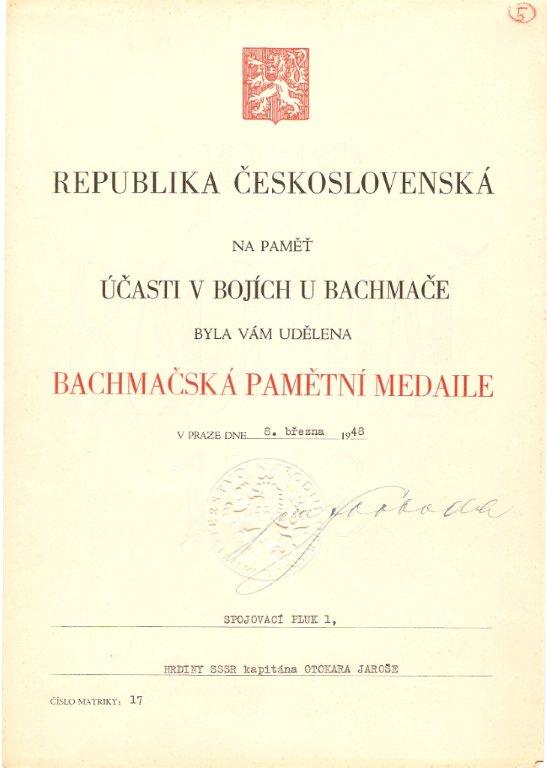 5
REPUBLIKA ČESKOSLOVENSKÁ
NA PAMĚŤ
ÚČASTI V BOJÍCH U BACHMAČE
BYLA VÁM UDĚLENA
BACHMAČSKÁ PAMĚTNÍ MEDAILE
V PRAZE DNE 8. března 1948
Svoboda
SPOJOVACÍ PLUK 1,
HRDINY SSSR kapitána OTOKARA JAROŠE
ČÍSLO MATRIKY: 17